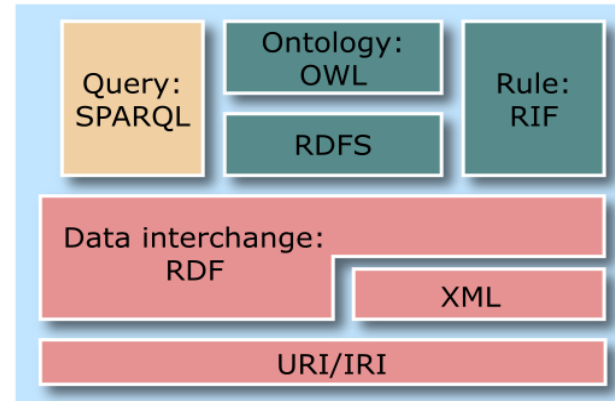 Query:
SPARQL
Ontology:
OWL
RDFS
Rule:
RIF
Data interchange:
RDF
XML
URI/IRI